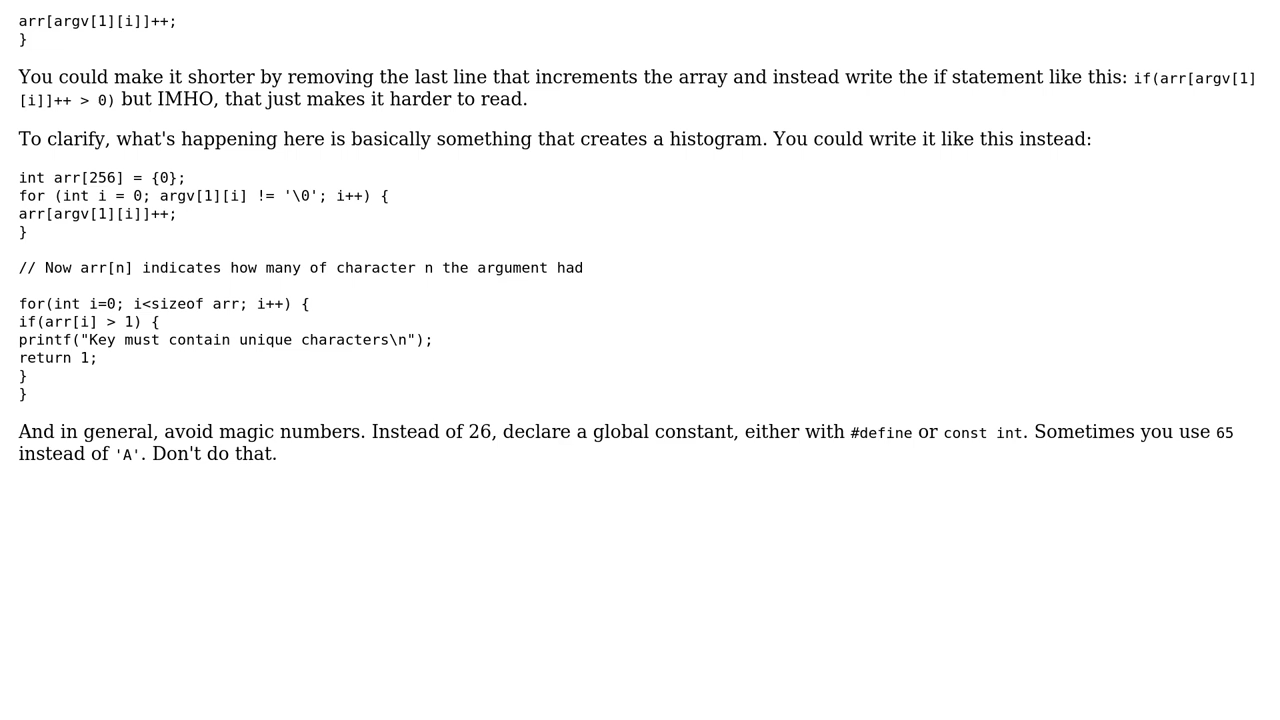 arr[argv[1][i]]++;
}
You could make it shorter by removing the last line that increments the array and instead write the if statement like this: if(arr[argv[1]
[i]]++ > 0) but IMHO, that just makes it harder to read.
To clarify, what's happening here is basically something that creates a histogram. You could write it like this instead:
int arr[256] = {0};
for (int i = 0; argv[1][i] != '\0'; i++) {
arr[argv[1][i]]++;
}
// Now arr[n] indicates how many of character n the argument had
for(int i=0; i<sizeof arr; i++) {
if(arr[i] > 1) {
printf("Key must contain unique characters\n");
return 1;
}
}
And in general, avoid magic numbers. Instead of 26, declare a global constant, either with #define or const int. Sometimes you use 65
instead of 'A'. Don't do that.